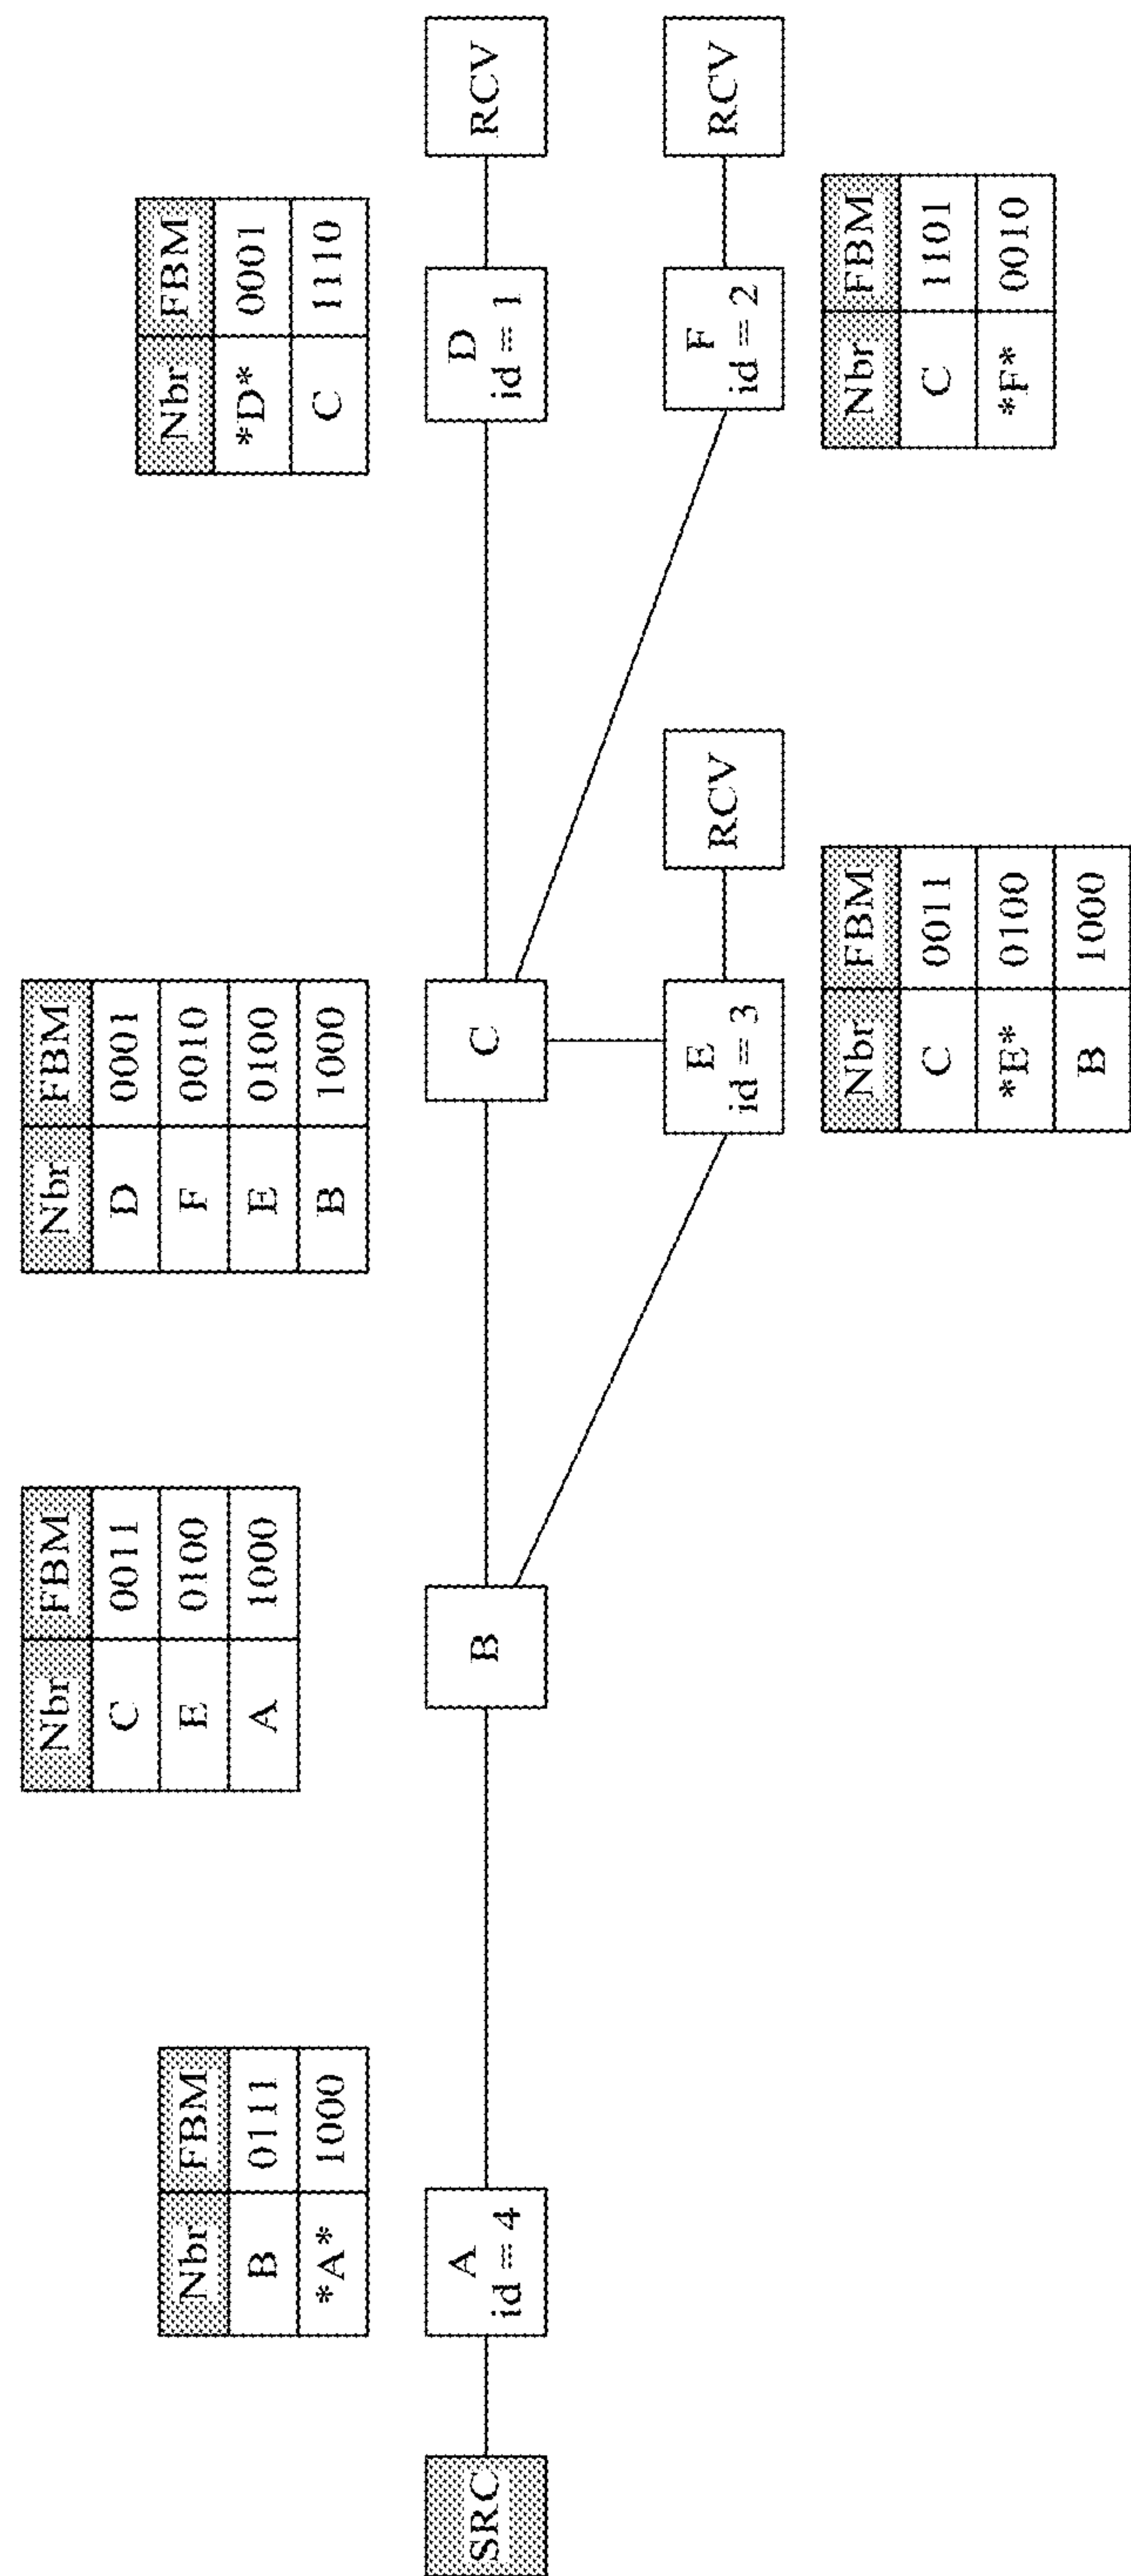 Nbr FBM
B 0111
*A* 1000
Nbr FBM
C 0011
E 0100
A 1000
Nbr FBM
D 0001
F 0010
E 0100
B 1000
Nbr FBM
*D* 0001
C 1110
SRC
A
id = 4
B
C
D
id = 1
RCV
E
id = 3
RCV
F
id = 2
RCV
Nbr FBM
C 0011
*E* 0100
B 1000
Nbr FBM
C 1101
*F* 0010